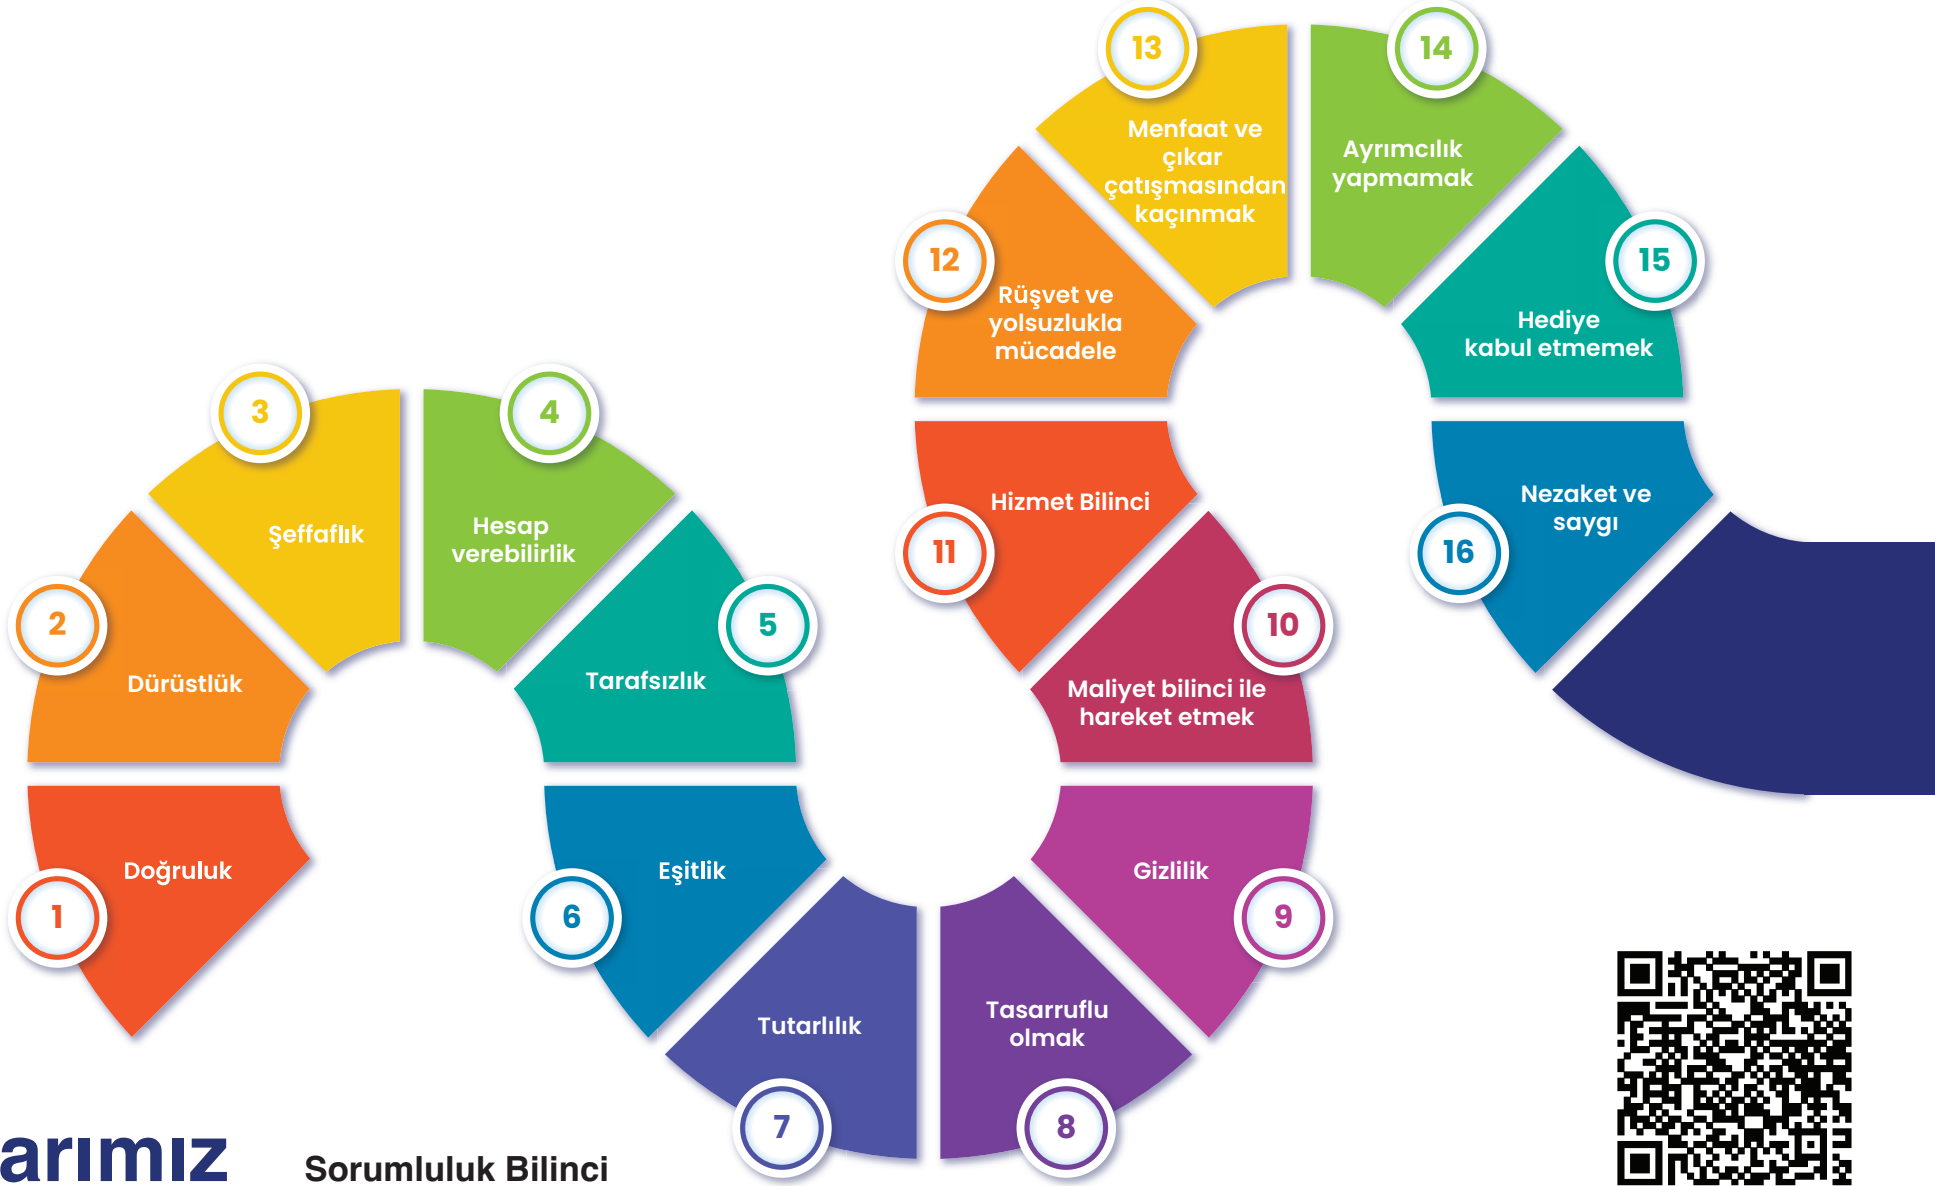 1
Doğruluk
2
Dürüstlük
3
Şeffaflık
4
Hesap
verebilirlik
5
Tarafsızlık
6
Eşitlik
7
Tutarlılık
8
Tasarruflu
olmak
9
Gizlilik
10
Maliyet bilinci ile
hareket etmek
11
Hizmet Bilinci
12
Rüşvet ve
yolsuzlukla
mücadele
13
Menfaat ve
çıkar
çatışmasından
kaçınmak
14
Ayrımcılık
yapmamak
15
Hediye
kabul etmemek
16
Nezaket ve
saygı
arımız
Sorumluluk Bilinci